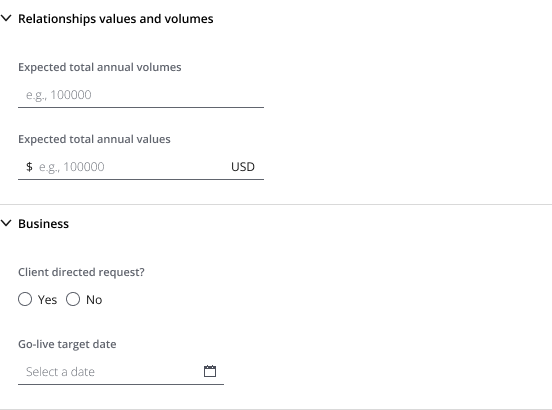 Relationships values and volumes
Expected total annual volumes
e.g., 100000
Expected total annual values
$ e.g., 100000 USD
Business
Client directed request?
Yes No
Go-live target date
Select a date